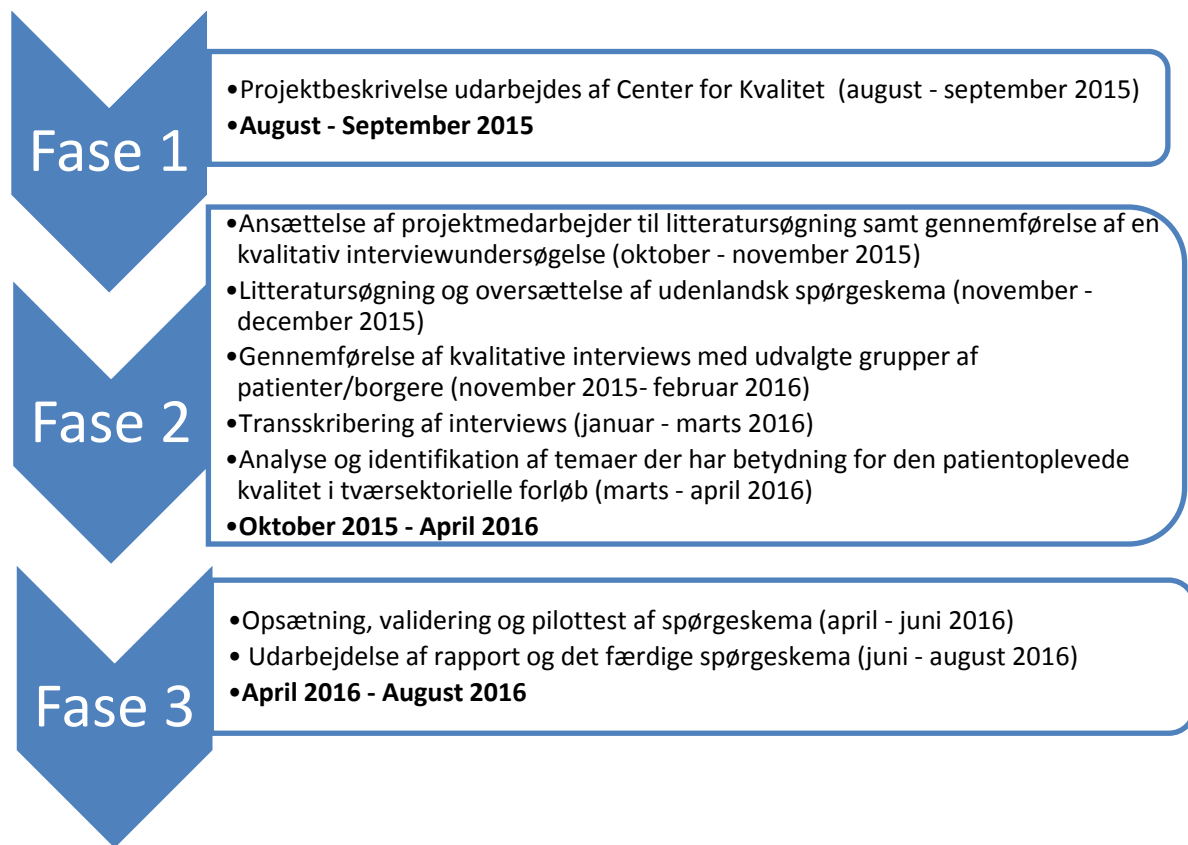 Fase 1
•Projektbeskrivelse udarbejdes af Center for Kvalitet (august - september 2015)
•August - September 2015
Fase 2
•Ansættelse af projektmedarbejder til litteratursøgning samt gennemførelse af en
kvalitativ interviewundersøgelse (oktober - november 2015)
•Litteratursøgning og oversættelse af udenlandsk spørgeskema (november -
december 2015)
•Gennemførelse af kvalitative interviews med udvalgte grupper af
patienter/borgere (november 2015- februar 2016)
•Transskribering af interviews (januar - marts 2016)
•Analyse og identifikation af temaer der har betydning for den patientoplevede
kvalitet i tværsektorielle forløb (marts - april 2016)
•Oktober 2015 - April 2016
Fase 3
•Opsætning, validering og pilottest af spørgeskema (april - juni 2016)
• Udarbejdelse af rapport og det færdige spørgeskema (juni - august 2016)
•April 2016 - August 2016